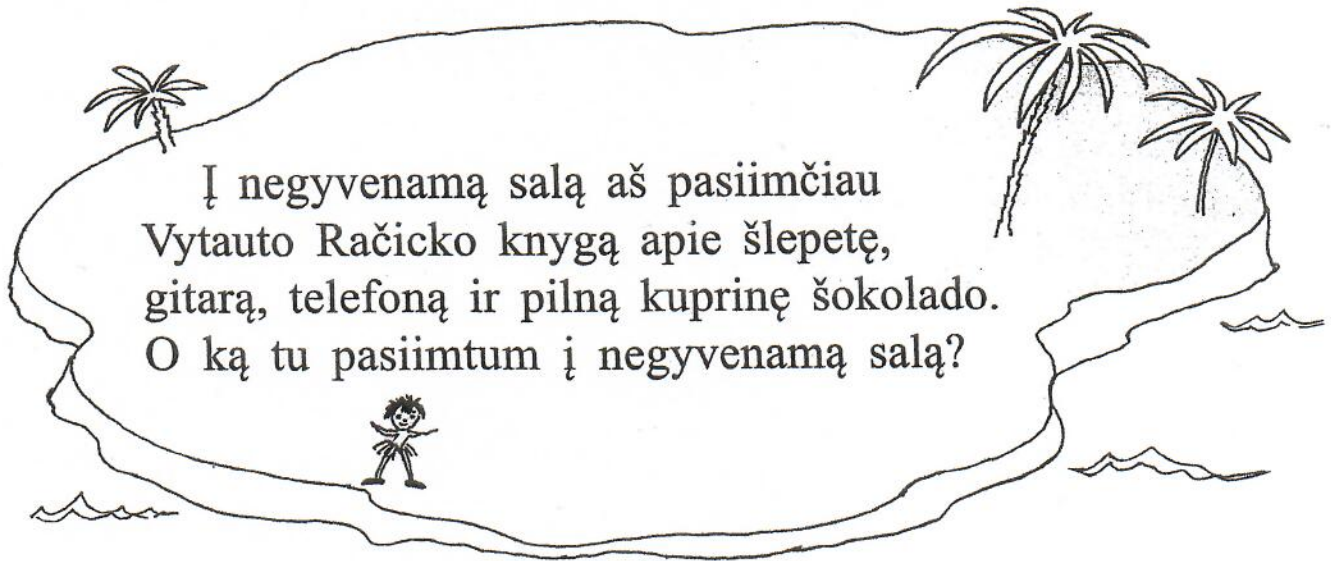 Į negyvenamą salą aš pasiimčiau
Vytauto Račicko knygą apie šlepetę,
gitarą, telefoną ir pilną kuprinę šokolado.
O ką tu pasiimtum į negyvenamą salą?